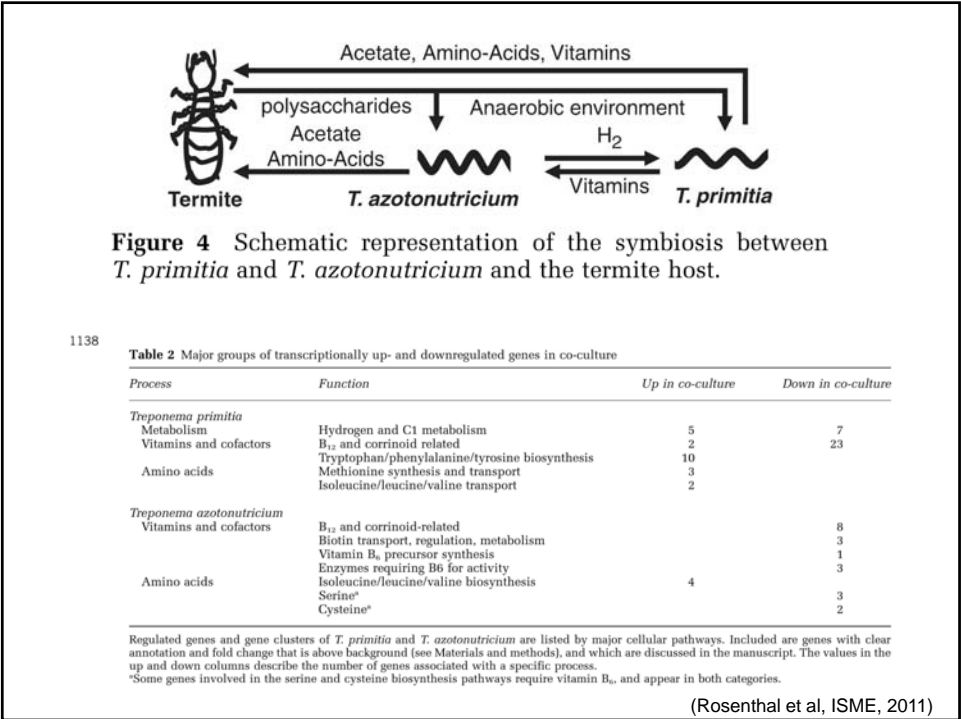 Acetate, Amino-Acids, Vitamins
polysaccharides
Anaerobic environment
Acetate
Amino-Acids
H₂
Vitamins
Termite
T. azotonutricium
T. primitia
Figure 4 Schematic representation of the symbiosis between
T. primitia and T. azotonutricium and the termite host.
1138
Table 2 Major groups of transcriptionally up- and downregulated genes in co-culture
Process Function Up in co-culture Down in co-culture
Treponema primitia
Metabolism Hydrogen and C1 metabolism 5 7
Vitamins and cofactors B₁₂ and corrinoid related 2 23
Tryptophan/phenylalanine/tyrosine biosynthesis 10
Amino acids Methionine synthesis and transport 3
Isoleucine/leucine/valine transport 2
Treponema azotonutricium
Vitamins and cofactors B₁₂ and corrinoid-related 8
Biotin transport, regulation, metabolism 3
Vitamin B₆ precursor synthesis 1
Enzymes requiring B6 for activity 3
Amino acids Isoleucine/leucine/valine biosynthesis 4
Serineᵃ 3
Cysteineᵃ 2
Regulated genes and gene clusters of T. primitia and T. azotonutricium are listed by major cellular pathways. Included are genes with clear
annotation and fold change that is above background (see Materials and methods), and which are discussed in the manuscript. The values in the
up and down columns describe the number of genes associated with a specific process.
ᵃSome genes involved in the serine and cysteine biosynthesis pathways require vitamin B₆, and appear in both categories.
(Rosenthal et al, ISME, 2011)